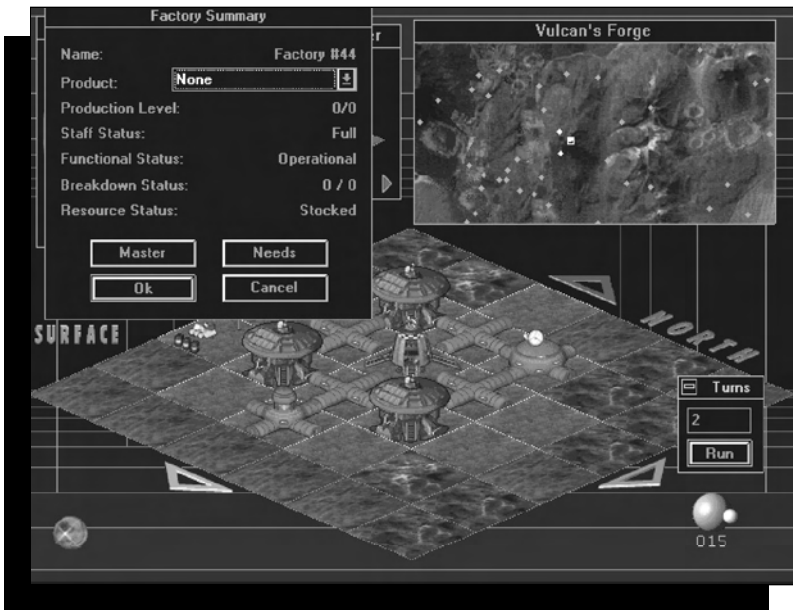 Factory Summary
Name: Factory #44
Product: None
Production Level: 0/0
Staff Status: Full
Functional Status: Operational
Breakdown Status: 0 / 0
Resource Status: Stocked
Master Needs
Ok Cancel
Vulcan's Forge
SURFACE
NORTH
Turns
2
Run
015